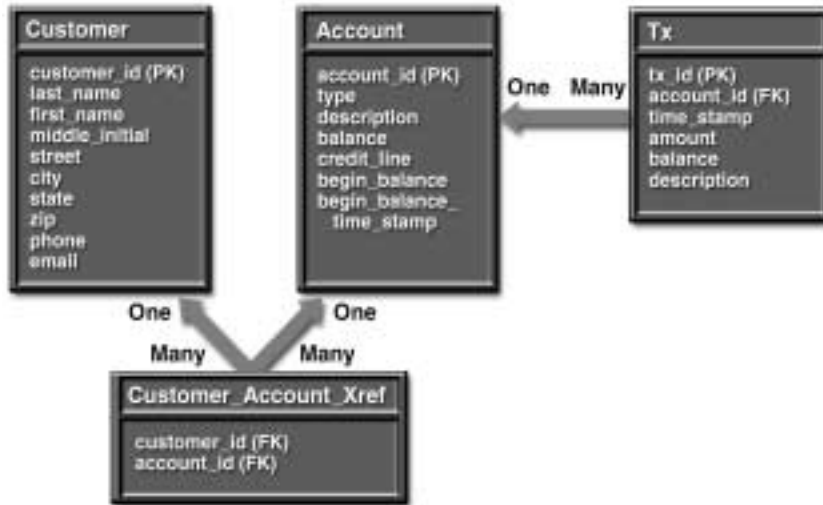 Customer
customer_id (PK)
last_name
first_name
middle_initial
street
city
state
zip
phone
email
Account
account_id (PK)
type
description
balance
credit_line
begin_balance
begin_balance_
time_stamp
One Many
Tx
tx_id (PK)
account_id (FK)
time_stamp
amount
balance
description
One
One
Many
Many
Customer_Account_Xref
customer_id (FK)
account_id (FK)